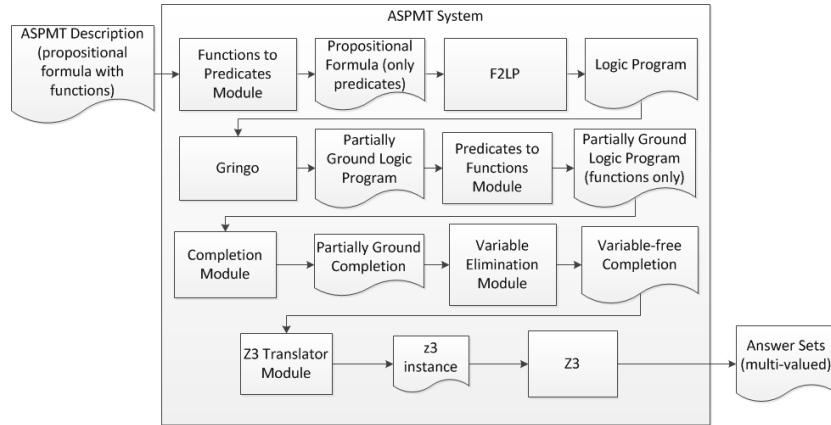 ASPMT System
ASPMT Description
(propositional
formula with
functions)
Functions to
Predicates
Module
Propositional
Formula (only
predicates)
F2LP
Logic Program
Gringo
Partially
Ground Logic
Program
Predicates to
Functions
Module
Partially Ground
Logic Program
(functions only)
Completion
Module
Partially Ground
Completion
Variable
Elimination
Module
Variable-free
Completion
Z3 Translator
Module
z3
instance
Z3
Answer Sets
(multi-valued)